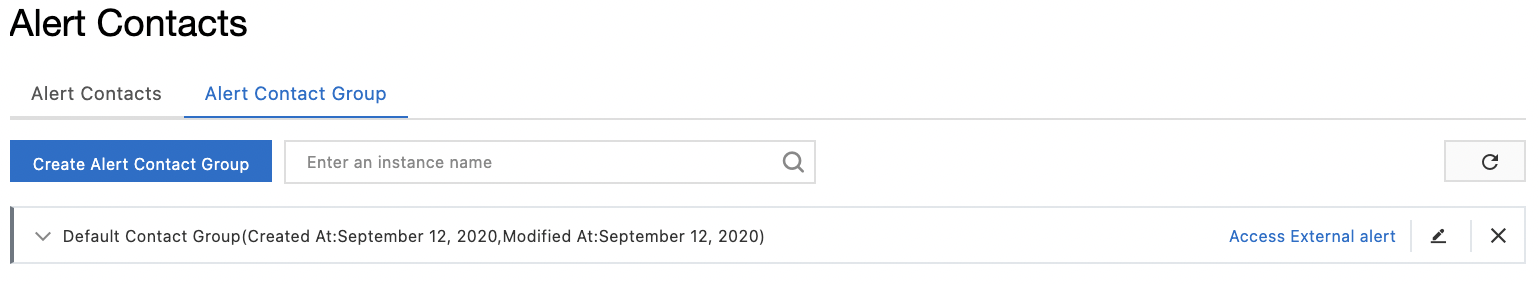 Alert Contacts
Alert Contacts Alert Contact Group
Create Alert Contact Group Enter an instance name
Default Contact Group(Created At:September 12, 2020,Modified At:September 12, 2020) Access External alert